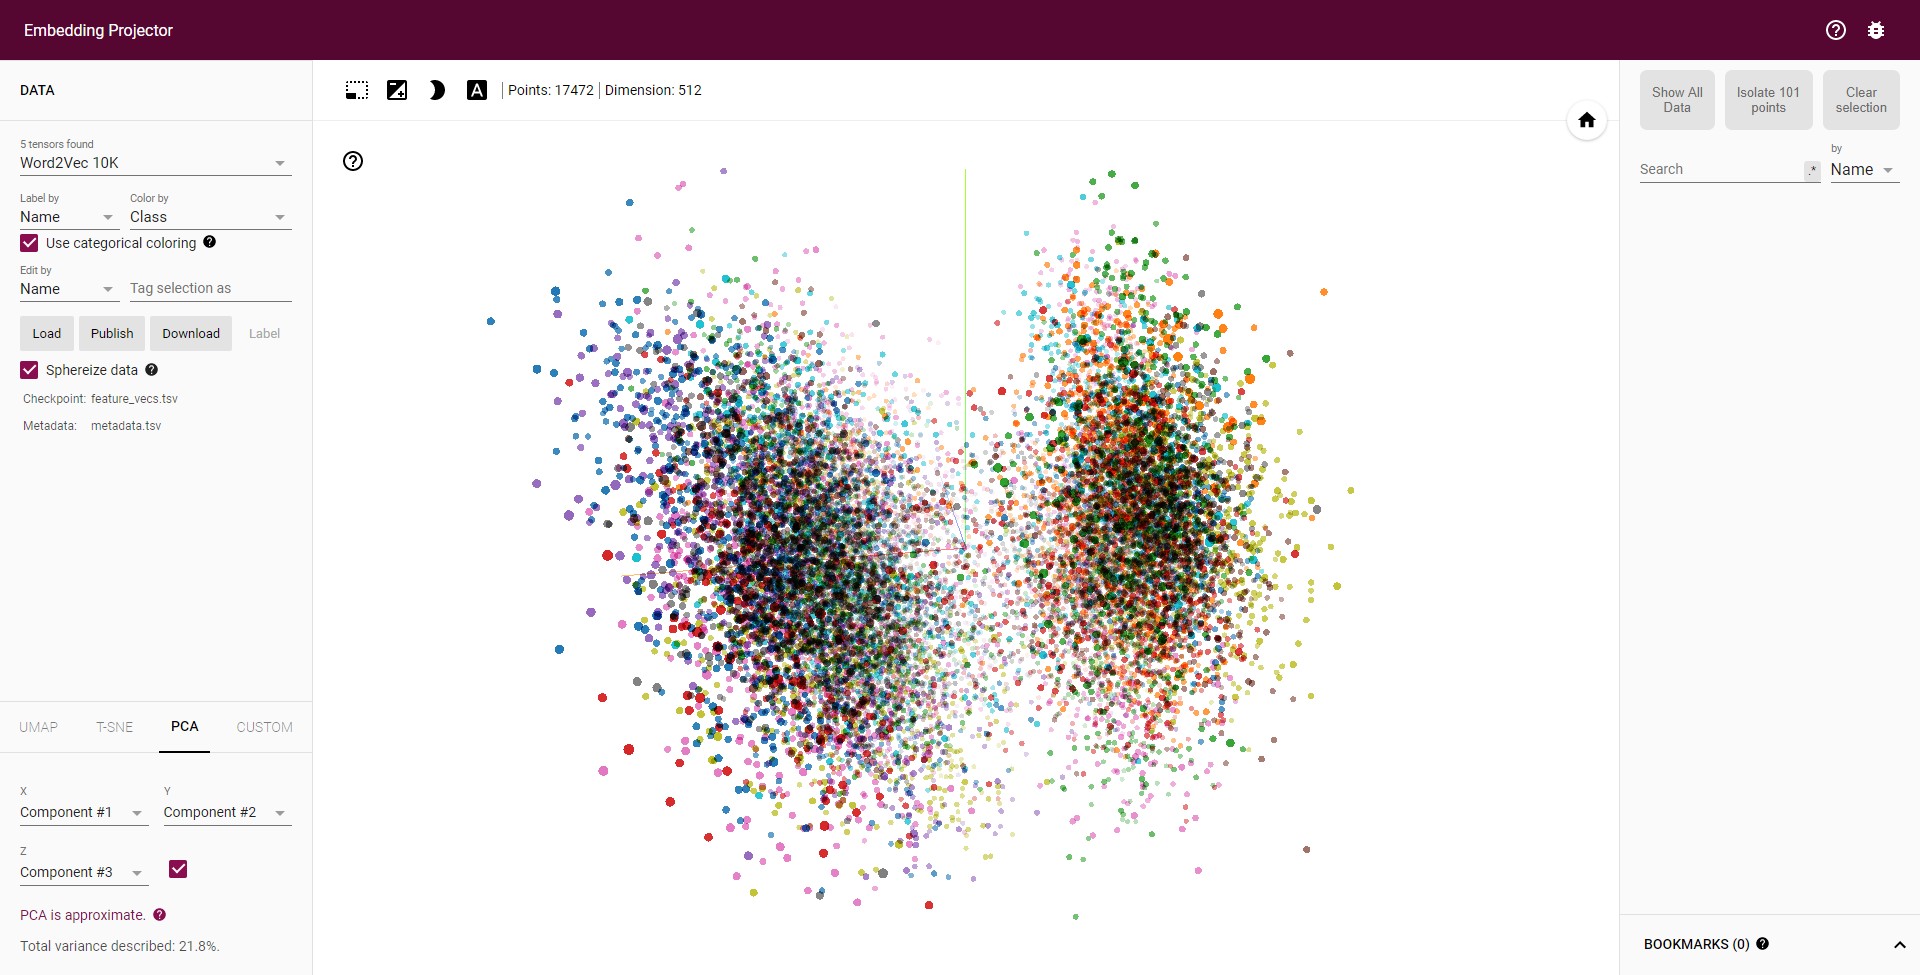 Embedding Projector
DATA
5 tensors found
Word2Vec 10K
Label by
Color by
Name
Class
Use categorical coloring
Edit by
Name
Tag selection as
Load
Publish
Download
Label
Sphereize data
Checkpoint: feature_vecs.tsv
Metadata: metadata.tsv
UMAP
T-SNE
PCA
CUSTOM
X
Y
Component #1
Component #2
Z
Component #3
PCA is approximate.
Total variance described: 21.8%.
A
Points: 17472
Dimension: 512
Show All
Data
Isolate 101
points
Clear
selection
Search
.*
by
Name
BOOKMARKS (0)